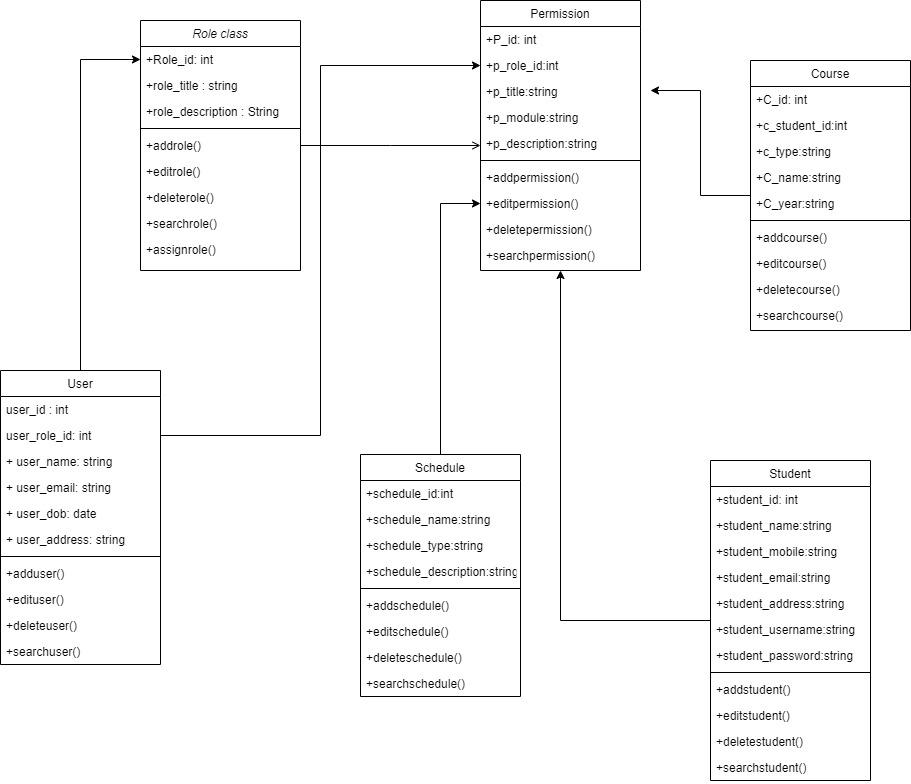 Role class
+Role_id: int
+role_title : string
+role_description : String
+addrole()
+editrole()
+deleterole()
+searchrole()
+assignrole()
Permission
+P_id: int
+p_role_id:int
+p_title:string
+p_module:string
+p_description:string
+addpermission()
+editpermission()
+deletepermission()
+searchpermission()
Course
+C_id: int
+c_student_id:int
+c_type:string
+C_name:string
+C_year:string
+addcourse()
+editcourse()
+deletecourse()
+searchcourse()
User
user_id : int
user_role_id: int
+ user_name: string
+ user_email: string
+ user_dob: date
+ user_address: string
+adduser()
+edituser()
+deleteuser()
+searchuser()
Schedule
+schedule_id:int
+schedule_name:string
+schedule_type:string
+schedule_description:string
+addschedule()
+editschedule()
+deleteschedule()
+searchschedule()
Student
+student_id: int
+student_name:string
+student_mobile:string
+student_email:string
+student_address:string
+student_username:string
+student_password:string
+addstudent()
+editstudent()
+deletestudent()
+searchstudent()